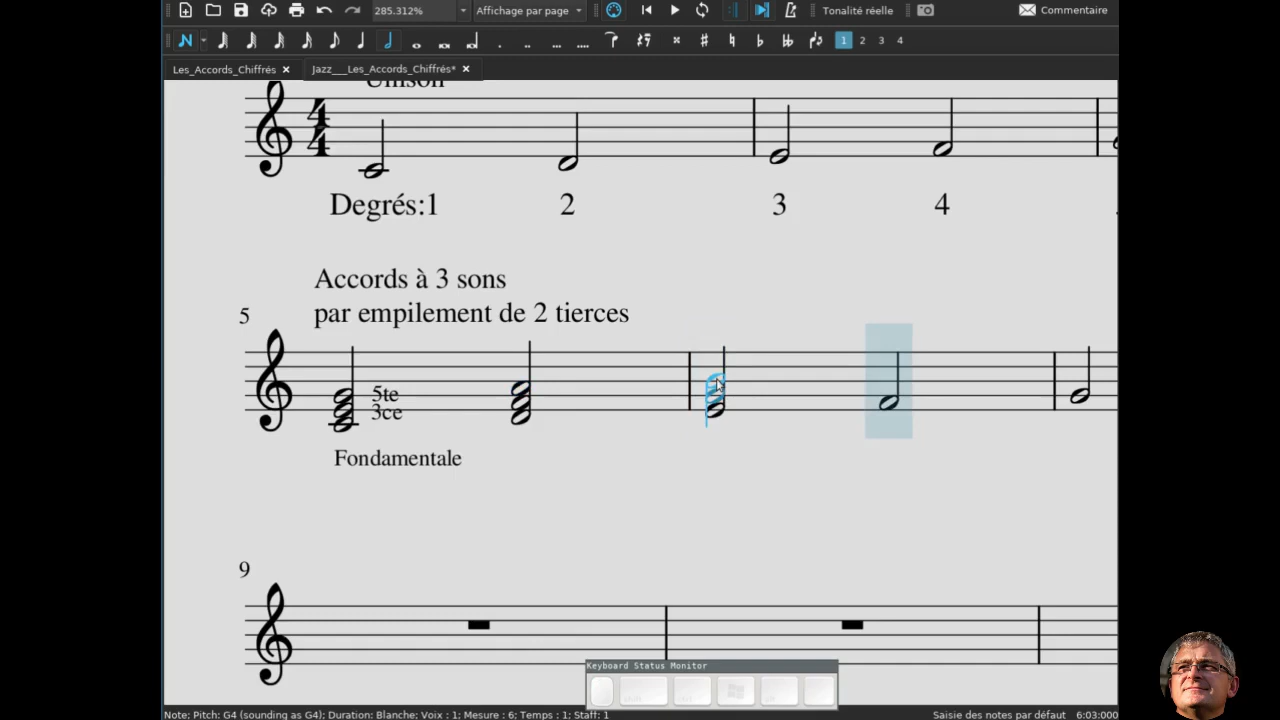 285.312%
Affichage par page
Tonalité réelle
Commentaire
1 2 3 4
Les_Accords_Chiffrés
Jazz___Les_Accords_Chiffrés*
Unison
4
4
Degrés:1 2 3 4
Accords à 3 sons
par empilement de 2 tierces
5
5te
3ce
Fondamentale
9
Keyboard Status Monitor
Note; Pitch: G4 (sounding as G4); Duration: Blanche; Voix : 1; Mesure : 6; Temps : 1; Staff: 1
Saisie des notes par défaut
6:03:000